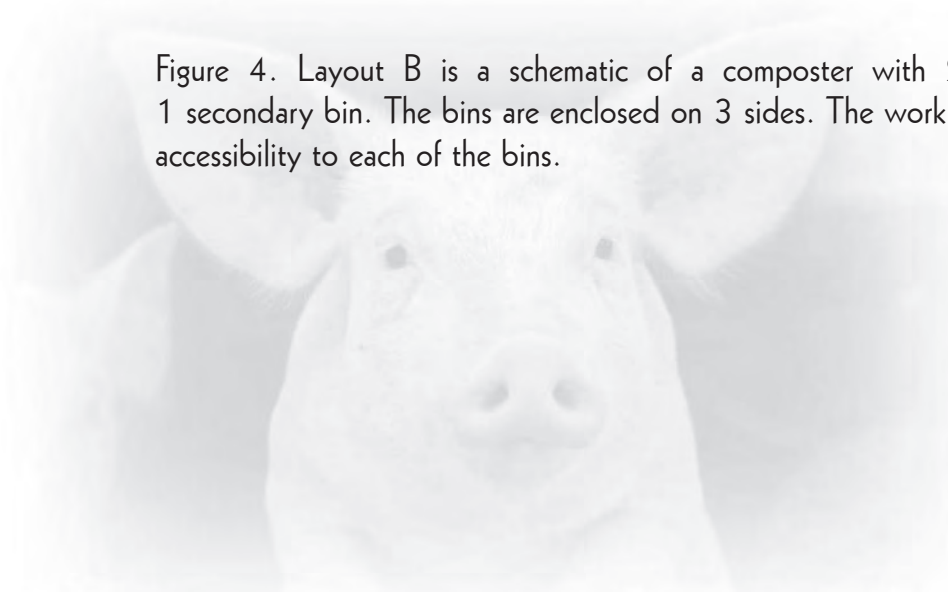 Figure 4. Layout B is a schematic of a composter with
1 secondary bin. The bins are enclosed on 3 sides. The work
accessibility to each of the bins.